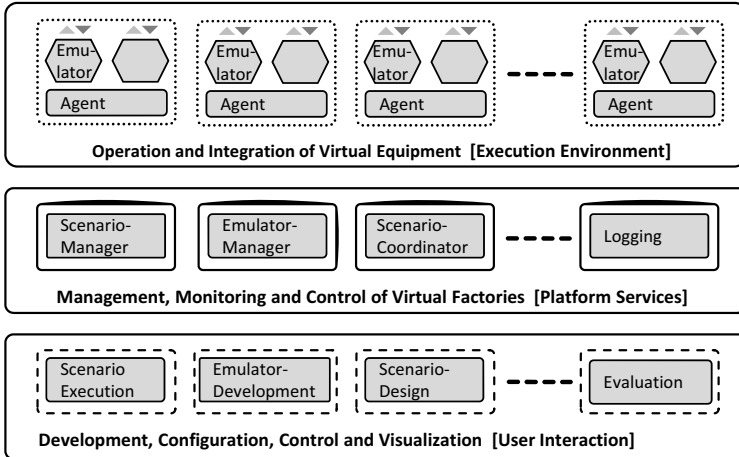 Emu-
lator
Emu-
lator
Emu-
lator
Emu-
lator
Agent
Agent
Agent
Agent
Operation and Integration of Virtual Equipment [Execution Environment]
Scenario-
Manager
Emulator-
Manager
Scenario-
Coordinator
Logging
Management, Monitoring and Control of Virtual Factories [Platform Services]
Scenario
Execution
Emulator-
Development
Scenario-
Design
Evaluation
Development, Configuration, Control and Visualization [User Interaction]